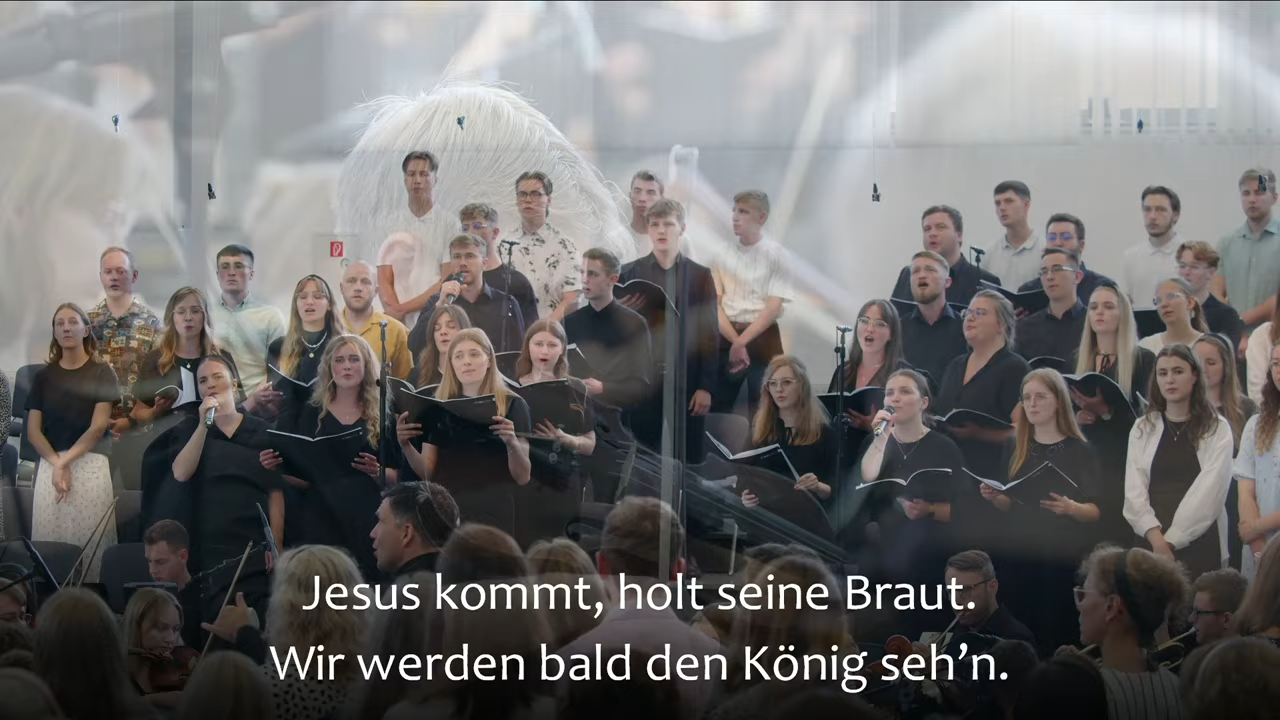 Jesus kommt, holt seine Braut.
Wir werden bald den König seh’n.